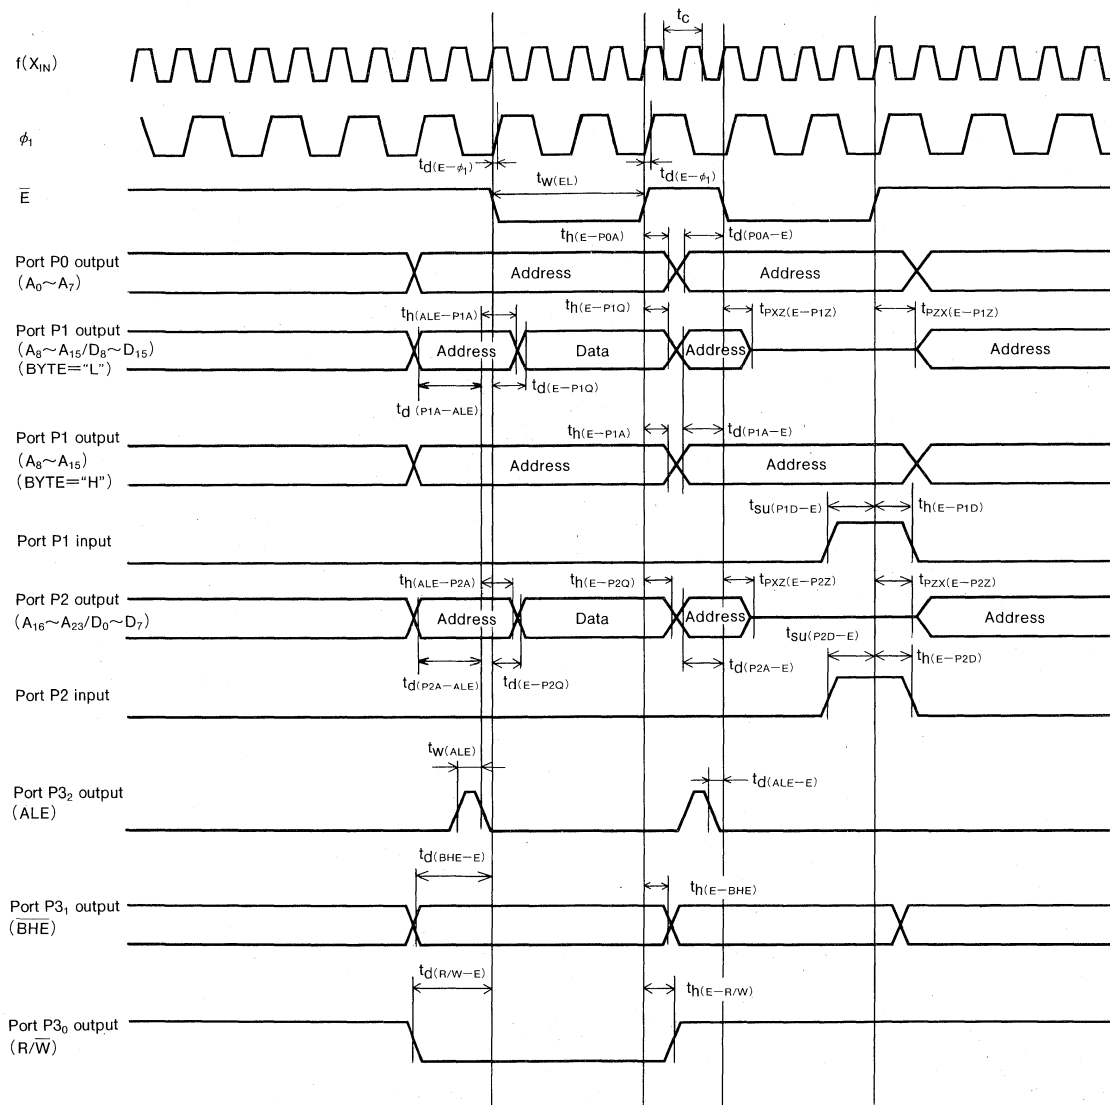 tC
f(XIN)
ϕ1
td(E−ϕ1)
tW(EL)
td(E−ϕ1)
E̅
th(E−P0A)
td(P0A−E)
Port P0 output
(A0~A7)
Address
Address
th(ALE−P1A)
th(E−P1Q)
tPXZ(E−P1Z)
tPZX(E−P1Z)
Port P1 output
(A8~A15/D8~D15)
(BYTE="L")
Address
Data
Address
Address
td(P1A−ALE)
td(E−P1Q)
th(E−P1A)
td(P1A−E)
Port P1 output
(A8~A15)
(BYTE="H")
Address
Address
tsu(P1D−E)
th(E−P1D)
Port P1 input
th(ALE−P2A)
th(E−P2Q)
tPXZ(E−P2Z)
tPZX(E−P2Z)
Port P2 output
(A16~A23/D0~D7)
Address
Data
Address
Address
tsu(P2D−E)
td(P2A−ALE)
td(E−P2Q)
td(P2A−E)
th(E−P2D)
Port P2 input
tW(ALE)
td(ALE−E)
Port P32 output
(ALE)
td(BHE−E)
th(E−BHE)
Port P31 output
(B̅H̅E̅)
td(R/W−E)
th(E−R/W)
Port P30 output
(R/W̅)